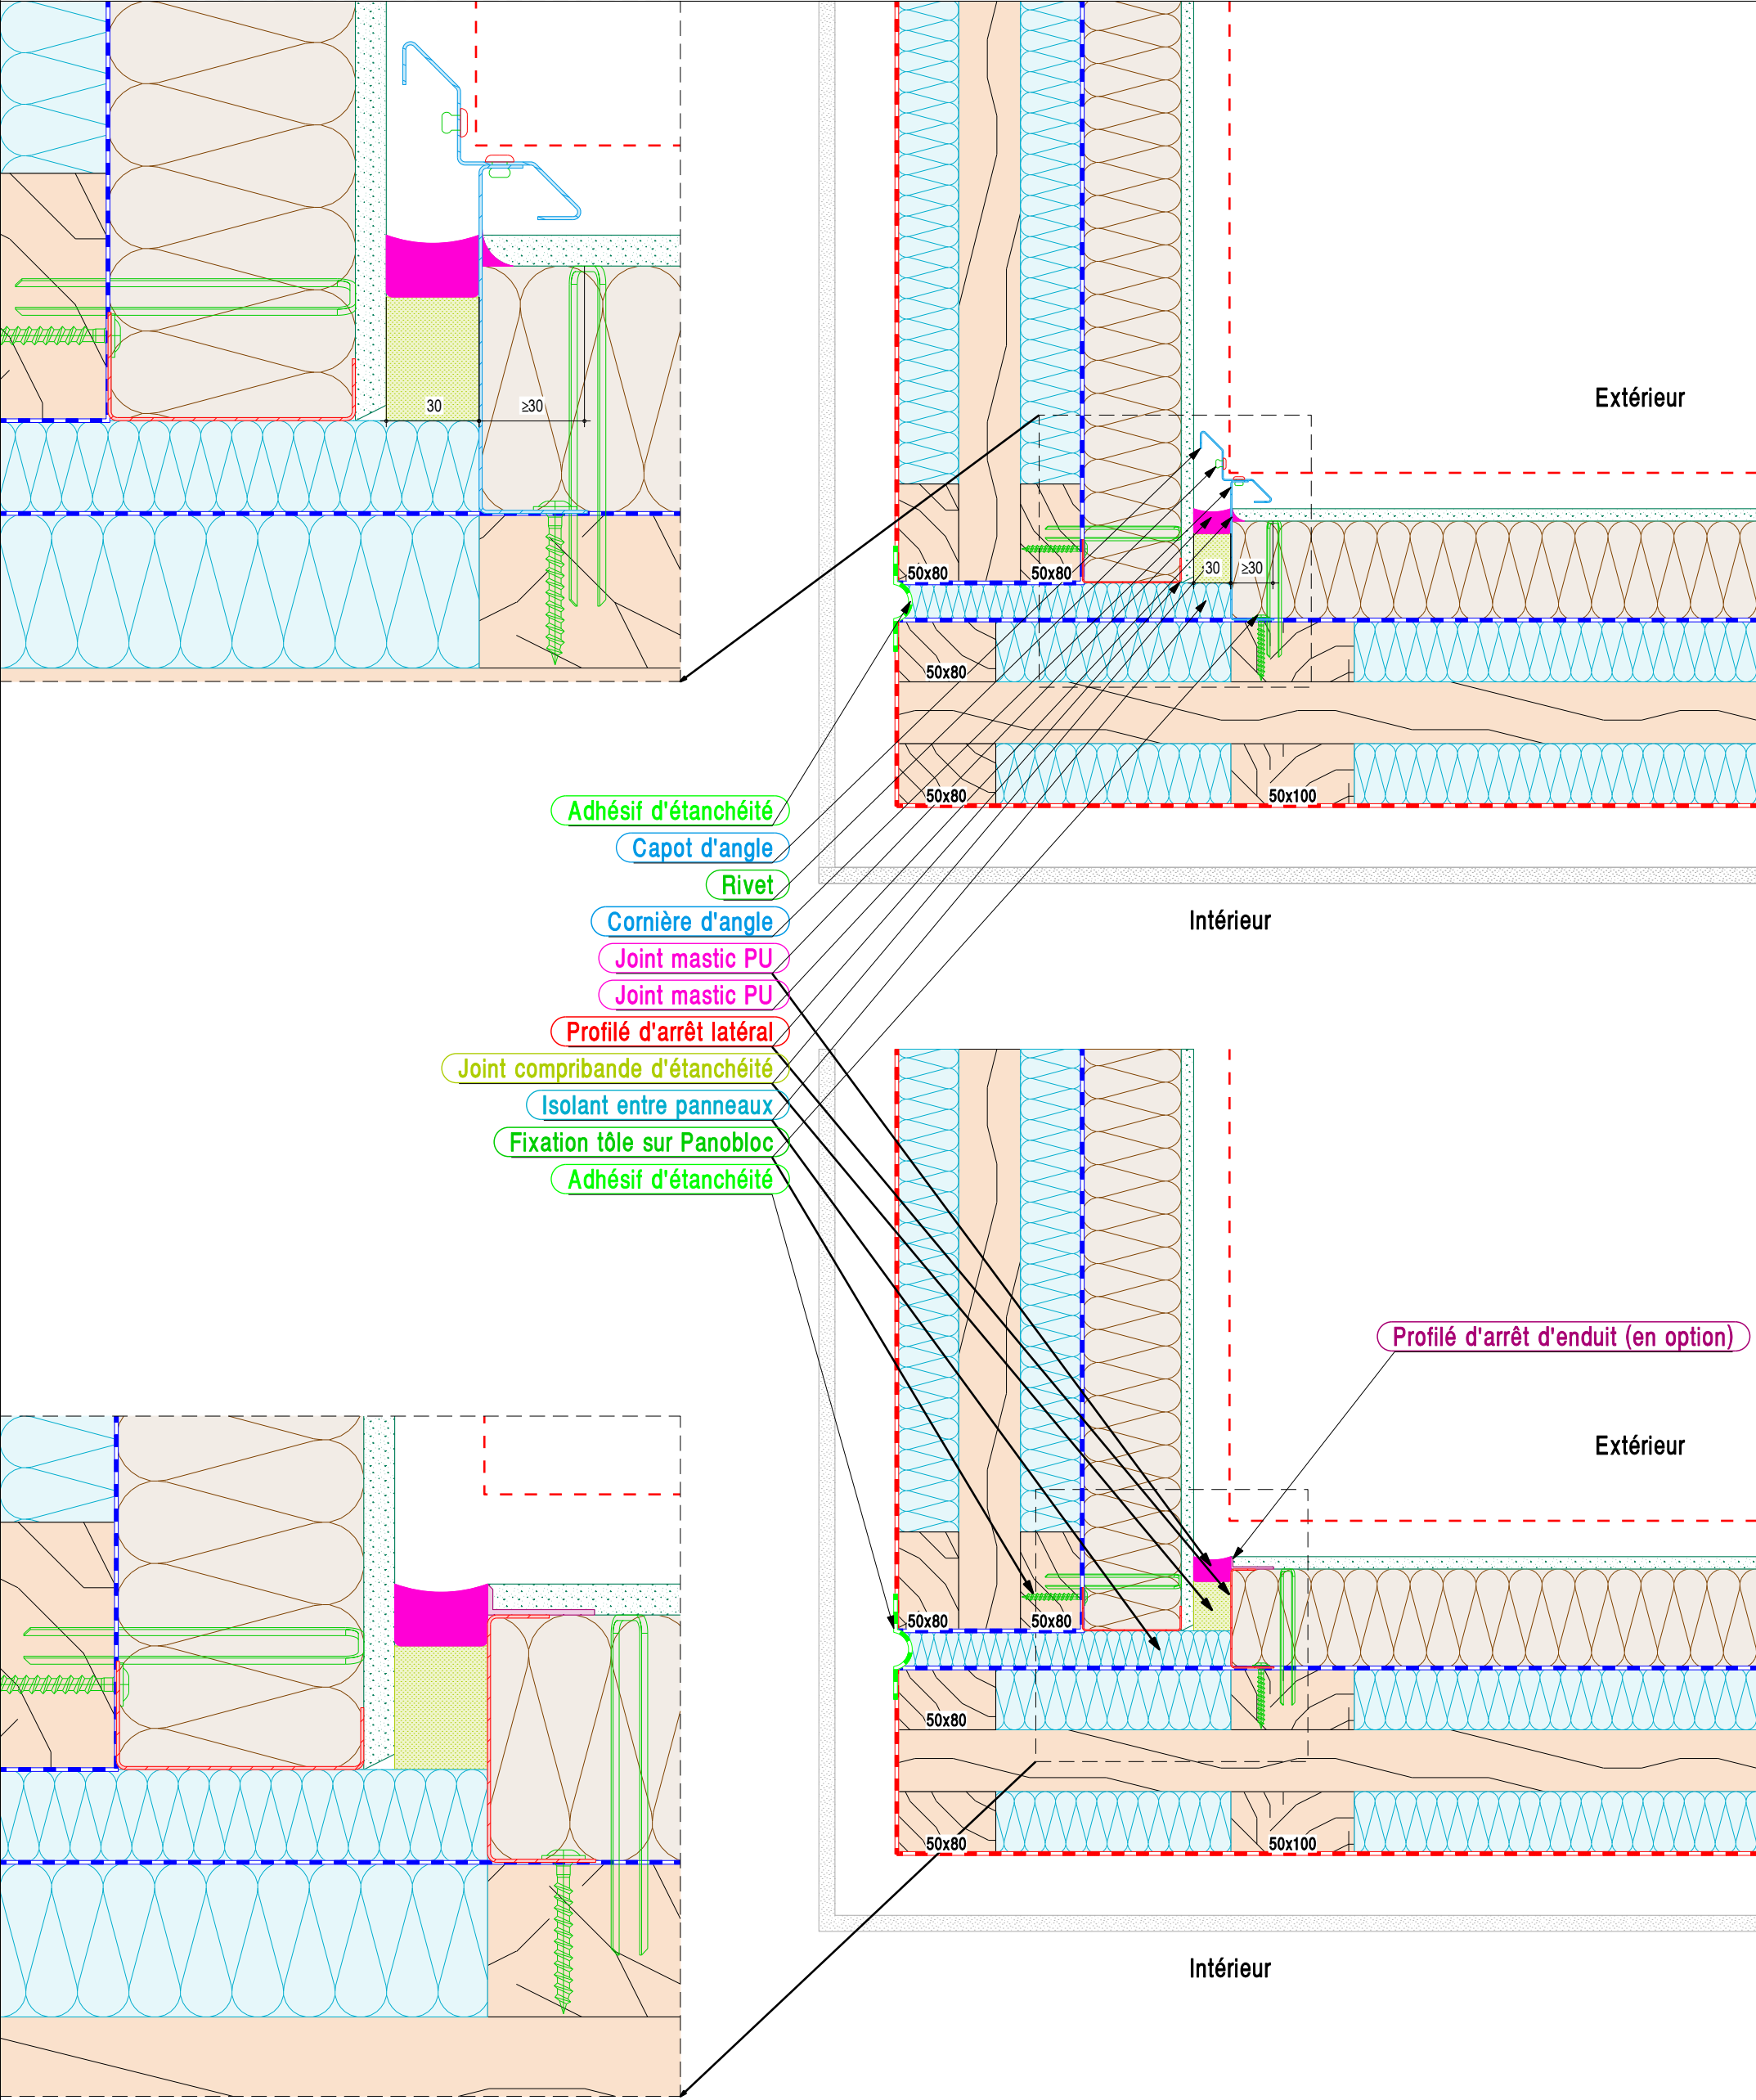 30
≥30
Extérieur
50x80
50x80
30
≥30
50x80
50x80
50x100
Intérieur
Adhésif d'étanchéité
Capot d'angle
Rivet
Cornière d'angle
Joint mastic PU
Joint mastic PU
Profilé d'arrêt latéral
Joint compribande d'étanchéité
Isolant entre panneaux
Fixation tôle sur Panobloc
Adhésif d'étanchéité
Profilé d'arrêt d'enduit (en option)
Extérieur
50x80
50x80
50x80
50x80
50x100
Intérieur